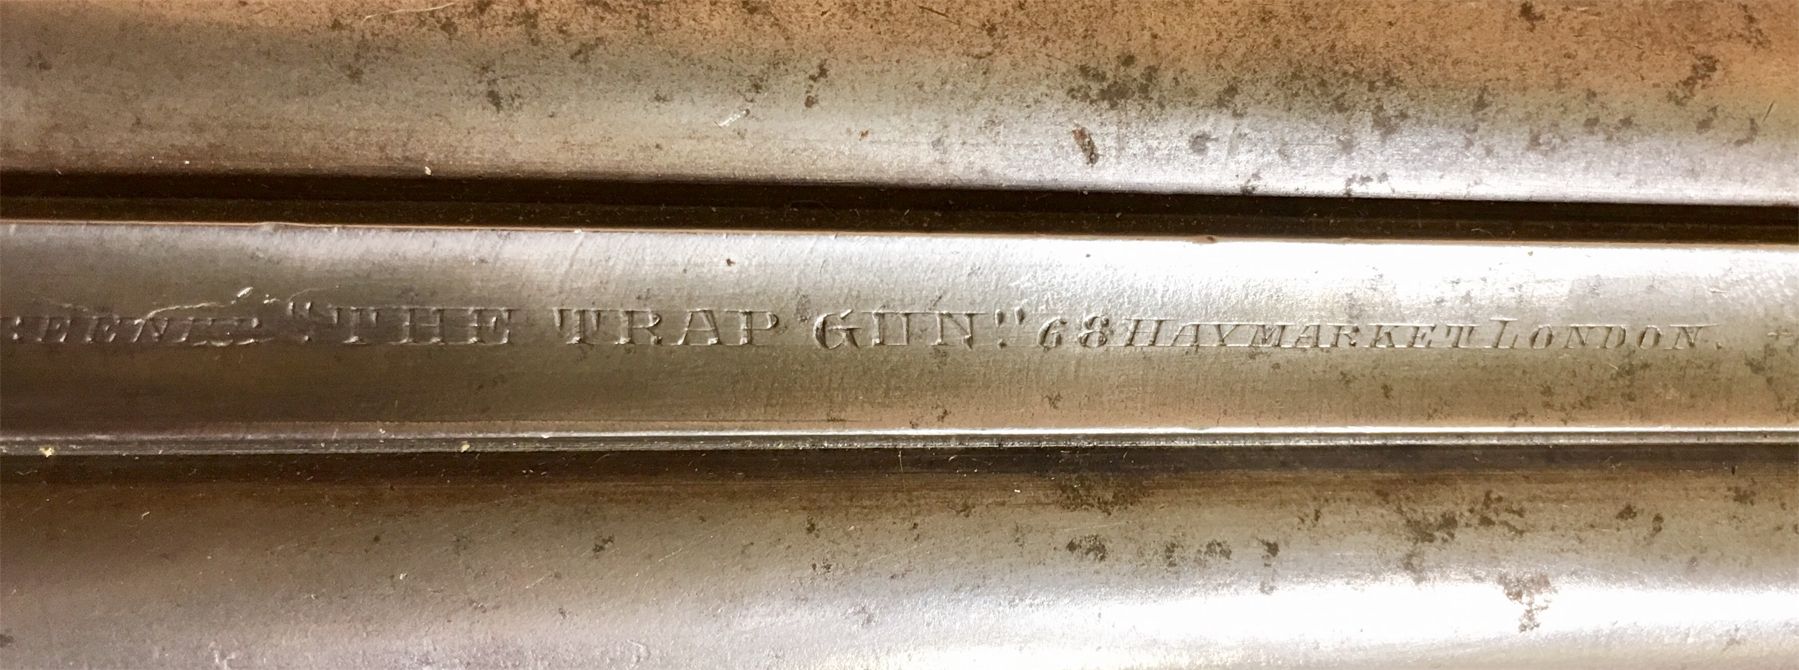 "THE TRAP GUN." 68 HAYMARKET LONDON.